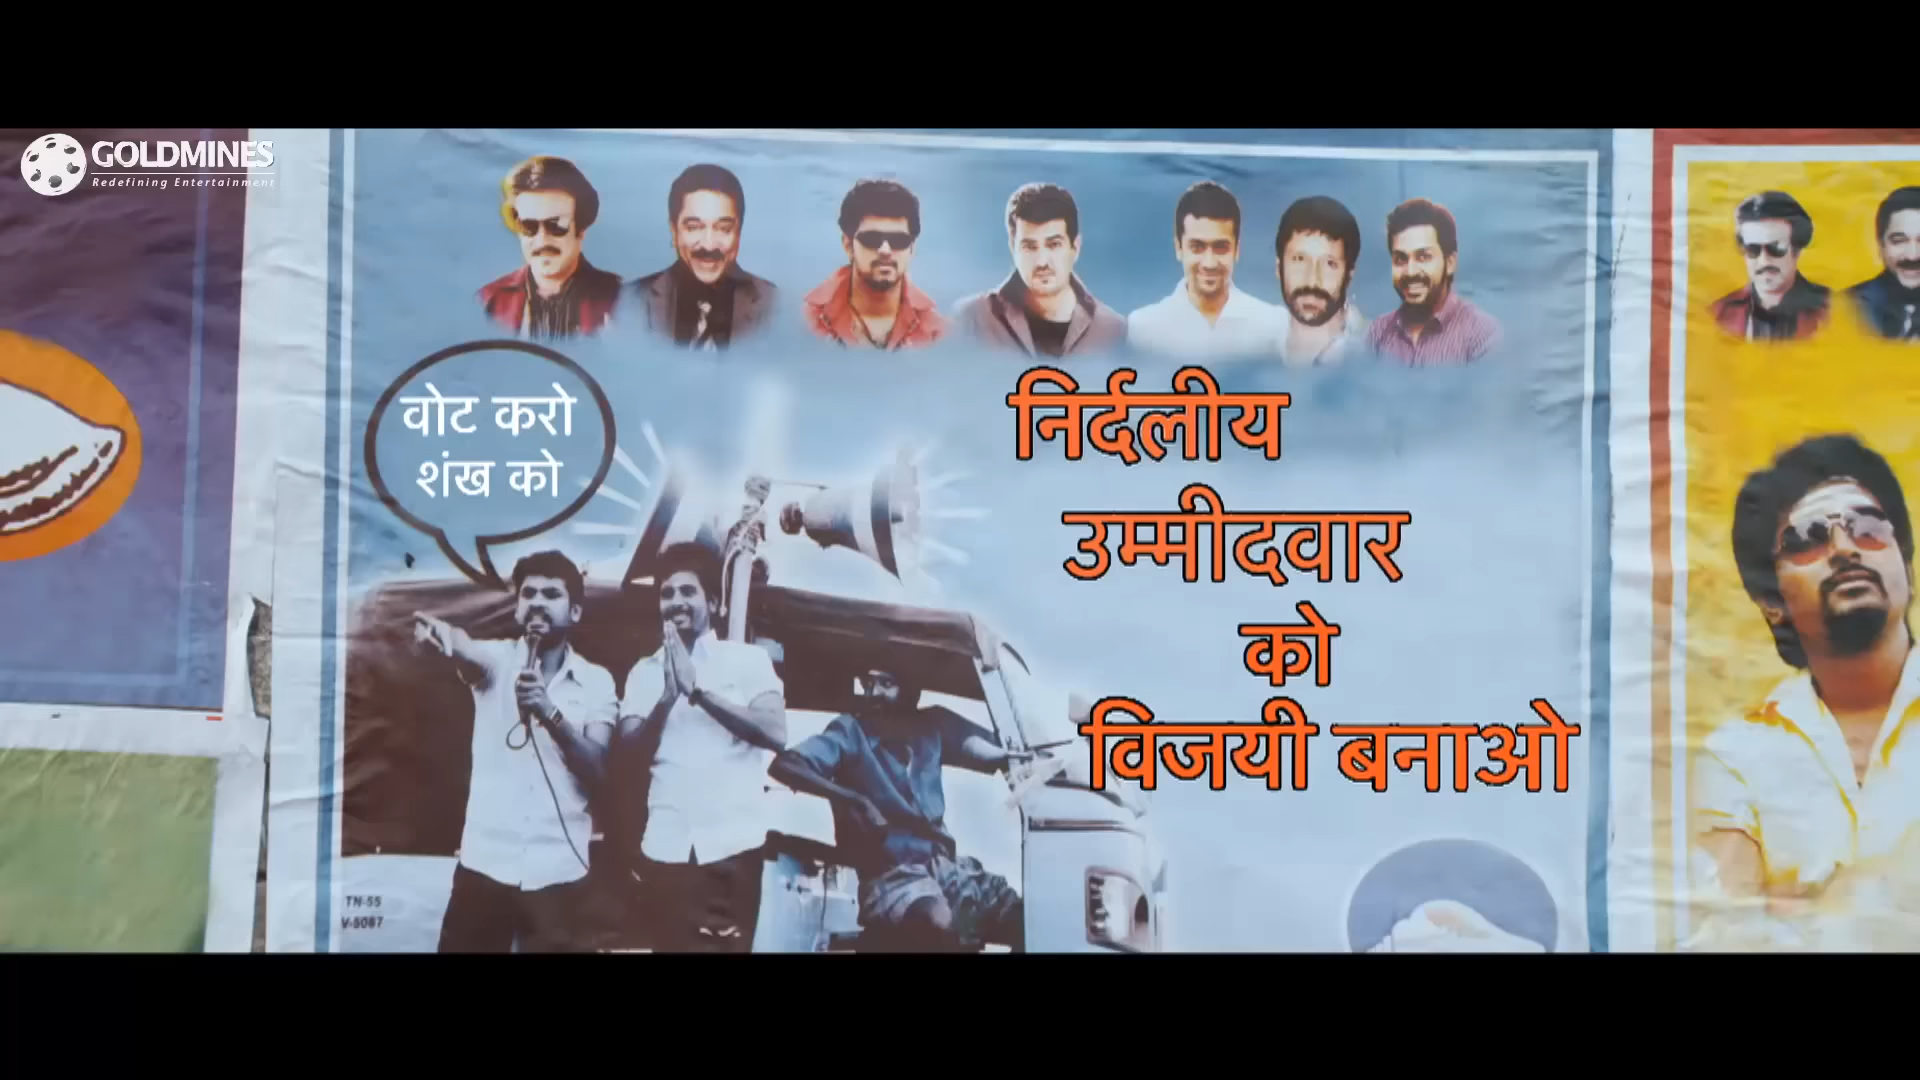 GOLDMINES
Redefining Entertainment
वोट करो
शंख को
निर्दलीय
उम्मीदवार
को
विजयी बनाओ
TN-55
V-5087